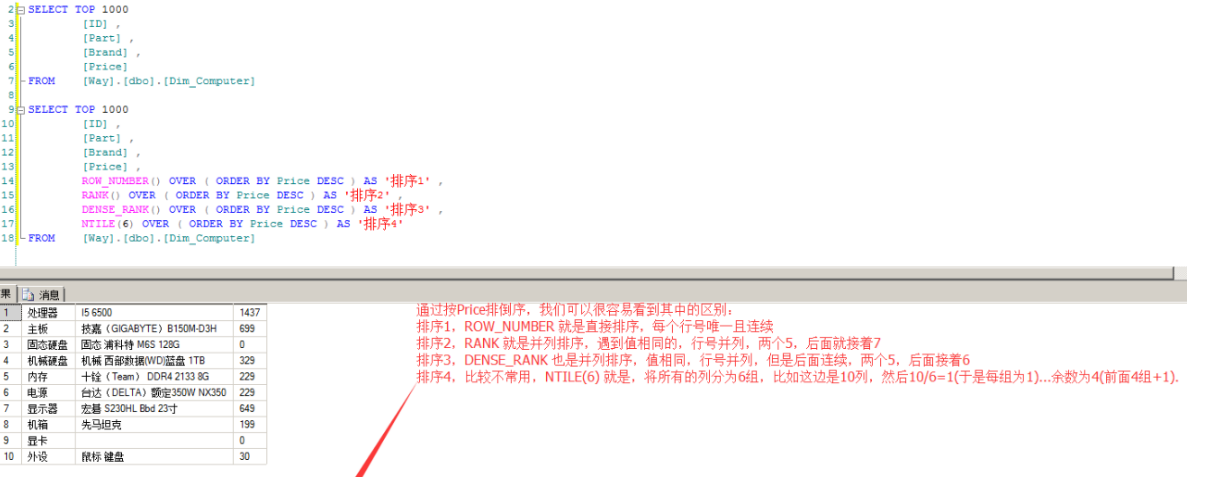 2 SELECT TOP 1000
3 [ID] ,
4 [Part] ,
5 [Brand] ,
6 [Price]
7 FROM [Way].[dbo].[Dim_Computer]
8
9 SELECT TOP 1000
10 [ID] ,
11 [Part] ,
12 [Brand] ,
13 [Price] ,
14 ROW_NUMBER() OVER ( ORDER BY Price DESC ) AS '排序1' ,
15 RANK() OVER ( ORDER BY Price DESC ) AS '排序2' ,
16 DENSE_RANK() OVER ( ORDER BY Price DESC ) AS '排序3' ,
17 NTILE(6) OVER ( ORDER BY Price DESC ) AS '排序4'
18 FROM [Way].[dbo].[Dim_Computer]
果 消息
1 处理器 I5 6500 1437
2 主板 技嘉（GIGABYTE）B150M-D3H 699
3 固态硬盘 固态 浦科特 M6S 128G 0
4 机械硬盘 机械 西部数据(WD)蓝盘 1TB 329
5 内存 十铨（Team） DDR4 2133 8G 229
6 电源 台达（DELTA）额定350W NX350 229
7 显示器 宏碁 S230HL Bbd 23寸 649
8 机箱 先马坦克 199
9 显卡 0
10 外设 鼠标 键盘 30
通过按Price排倒序，我们可以很容易看到其中的区别：
排序1，ROW_NUMBER 就是直接排序，每个行号唯一且连续
排序2，RANK 就是并列排序，遇到值相同的，行号并列，两个5，后面就接着7
排序3，DENSE_RANK 也是并列排序，值相同，行号并列，但是后面连续，两个5，后面接着6
排序4，比较不常用，NTILE(6) 就是，将所有的列分为6组，比如这边是10列，然后10/6=1(于是每组为1)...余数为4(前面4组+1).